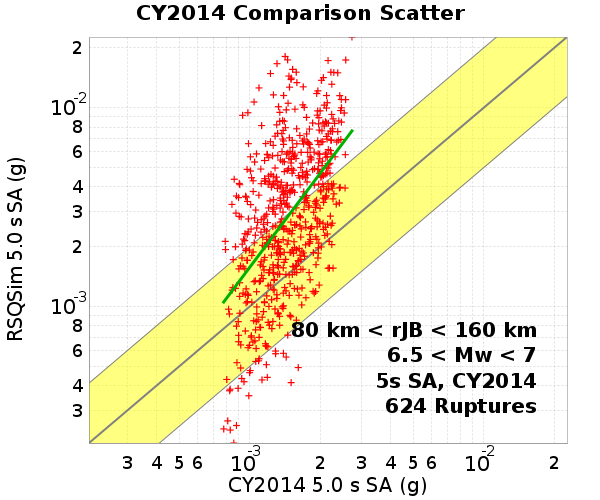 CY2014 Comparison Scatter
RSQSim 5.0 s SA (g)
2
10-2
8
6
4
3
2
10-3
8
6
4
3
80 km < rJB < 160 km
6.5 < Mw < 7
5s SA, CY2014
624 Ruptures
3 4 5 6 10-3 2 3 4 5 6 10-2 2
CY2014 5.0 s SA (g)